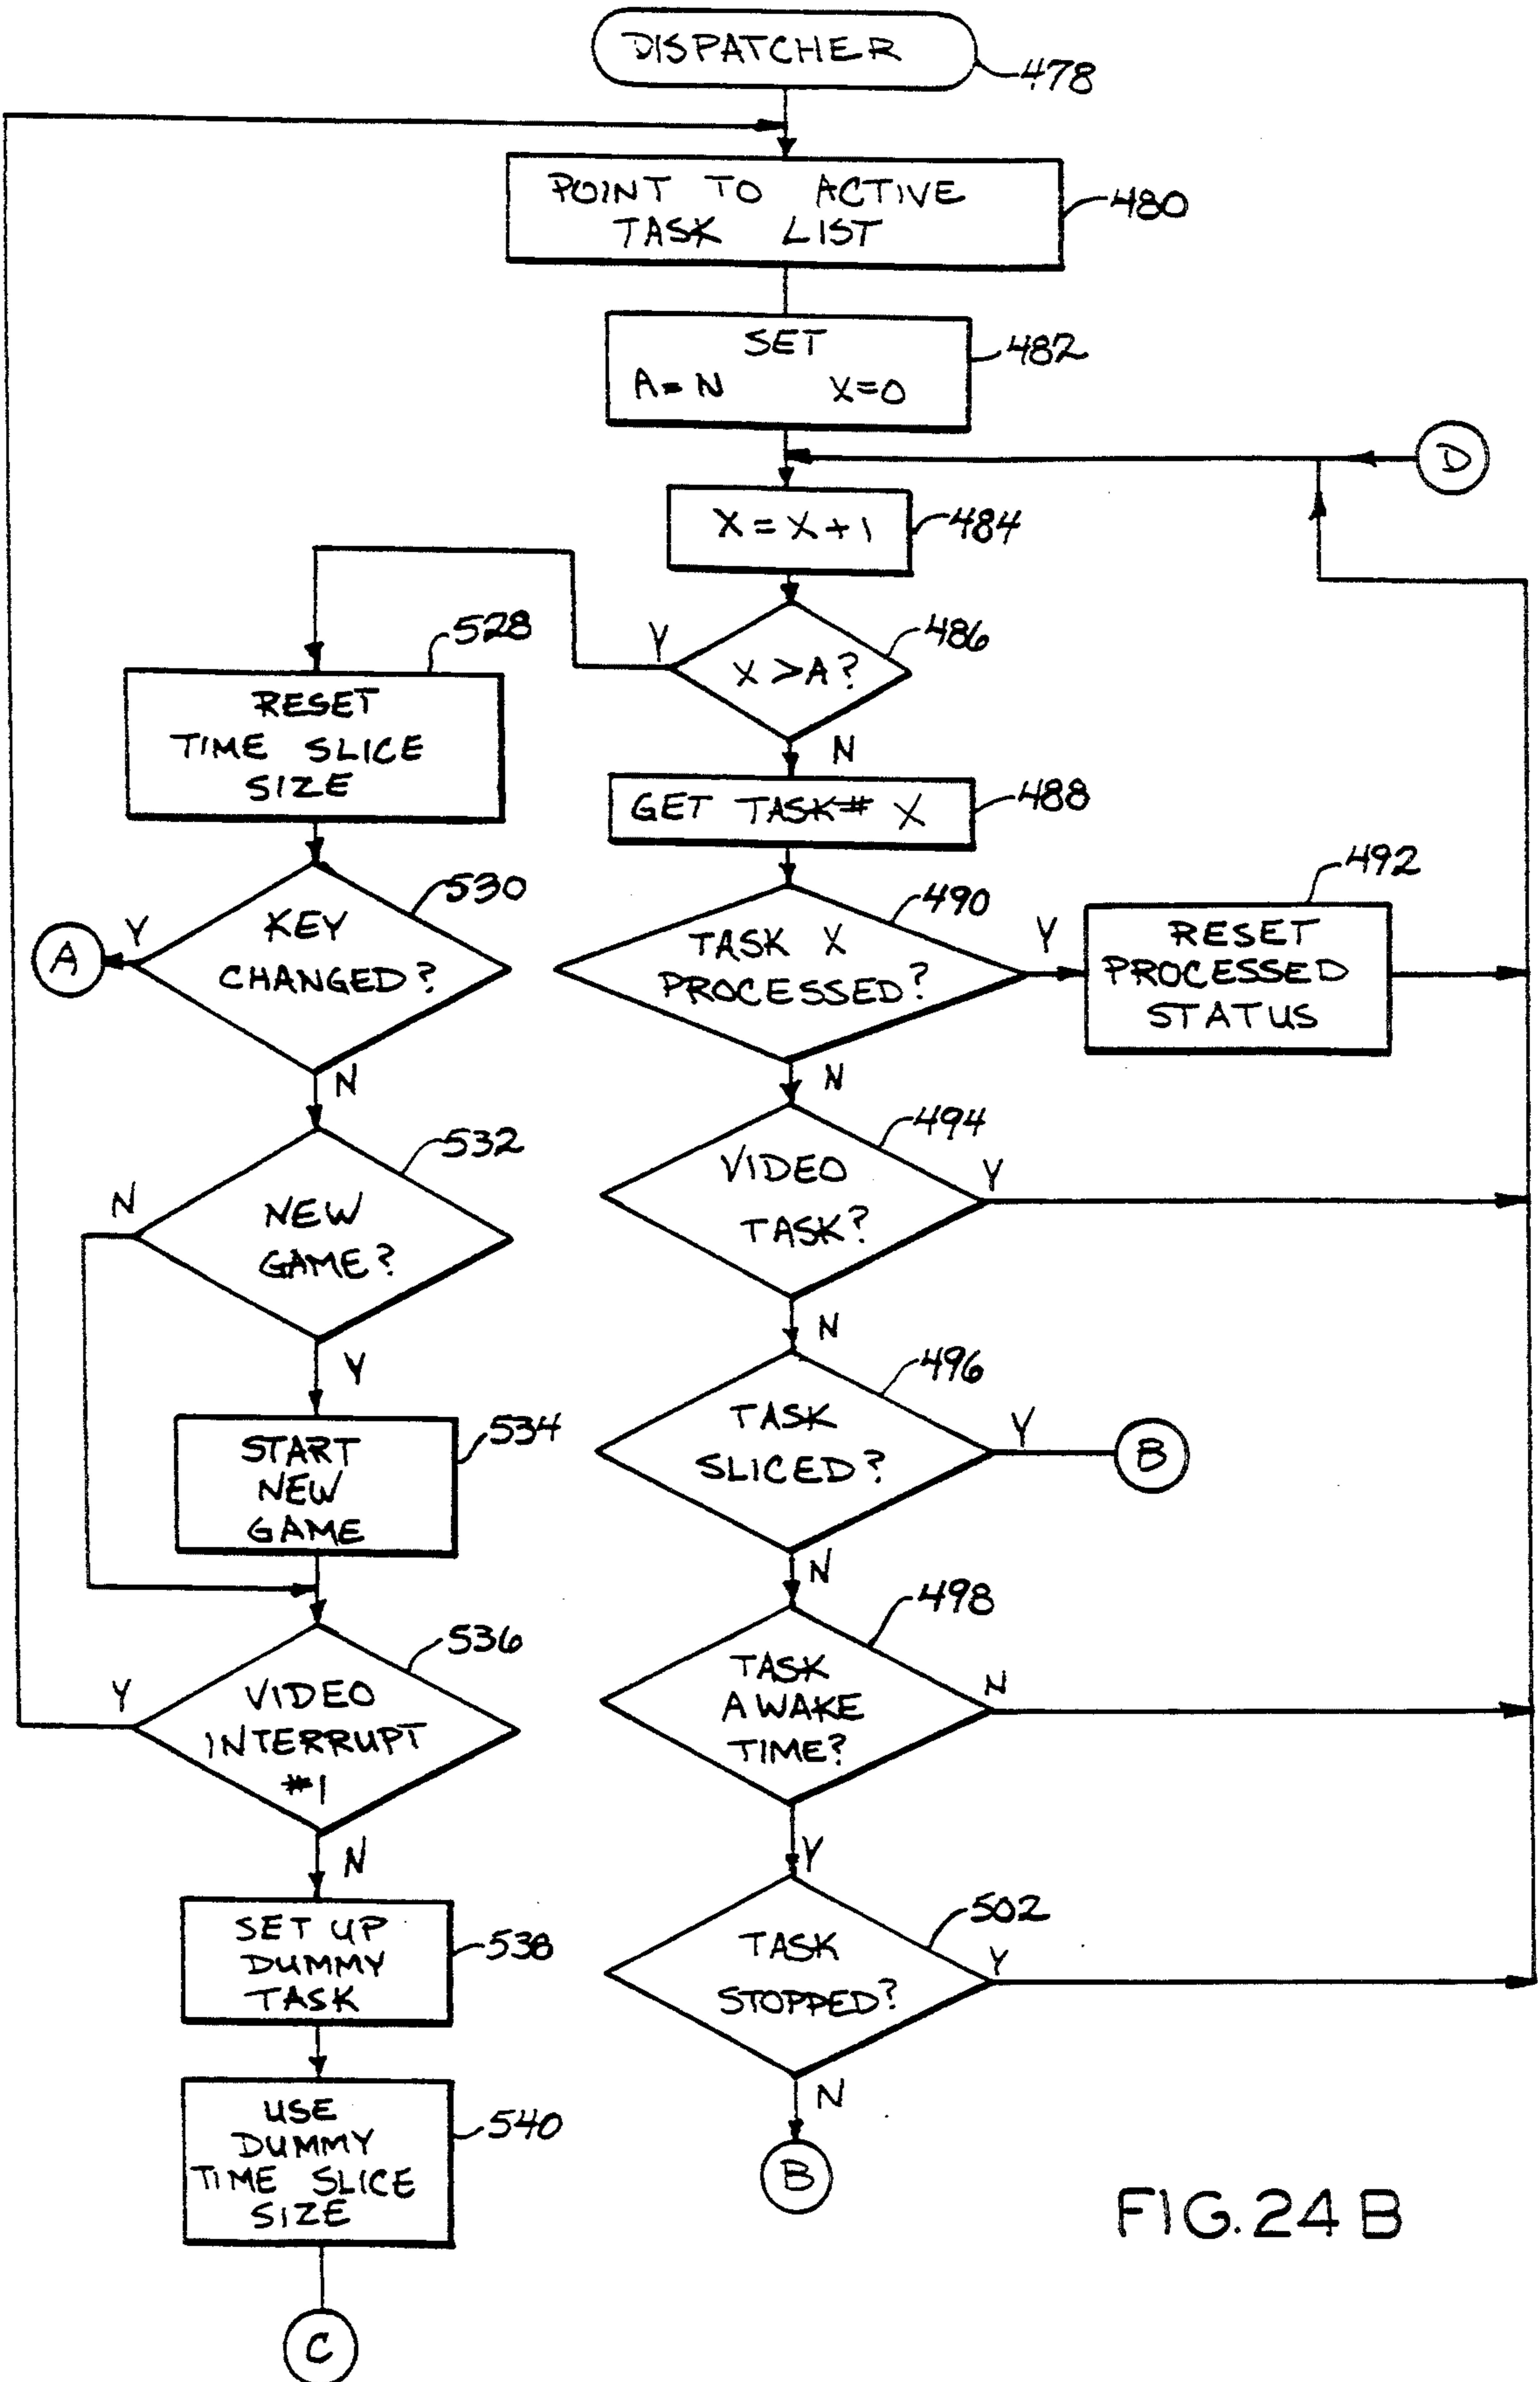 DISPATCHER
478
POINT TO ACTIVE
TASK LIST
480
SET
A=N X=0
482
D
X=X+1
484
X>A?
486
Y
N
528
RESET
TIME SLICE
SIZE
GET TASK# X
488
KEY
CHANGED?
530
Y
A
N
TASK X
PROCESSED?
490
Y
N
492
RESET
PROCESSED
STATUS
NEW
GAME?
532
N
Y
VIDEO
TASK?
494
Y
N
START
NEW
GAME
534
TASK
SLICED?
496
Y
B
N
VIDEO
INTERRUPT
#1
536
Y
N
TASK
AWAKE
TIME?
498
N
Y
SET UP
DUMMY
TASK
538
TASK
STOPPED?
502
Y
N
B
USE
DUMMY
TIME SLICE
SIZE
540
C
FIG. 24 B